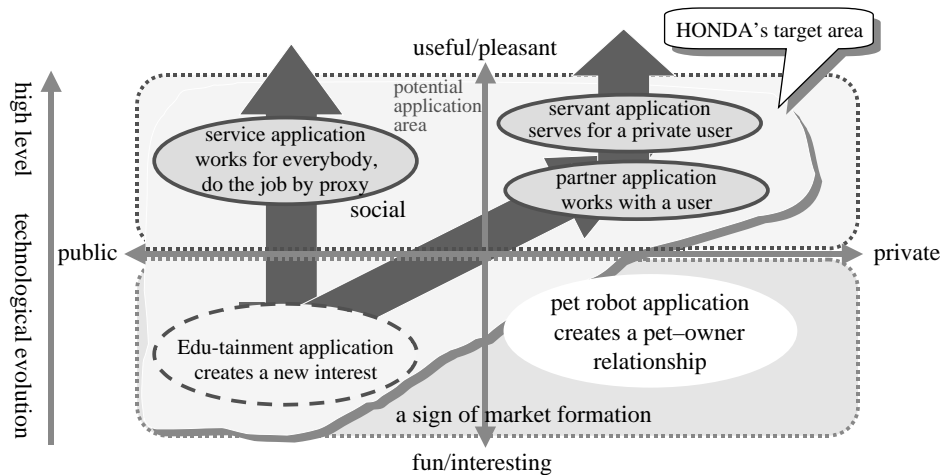 HONDA’s target area
useful/pleasant
potential
application
area
high level
technological evolution
service application
works for everybody,
do the job by proxy
servant application
serves for a private user
partner application
works with a user
social
public
private
Edu-tainment application
creates a new interest
pet robot application
creates a pet–owner
relationship
a sign of market formation
fun/interesting